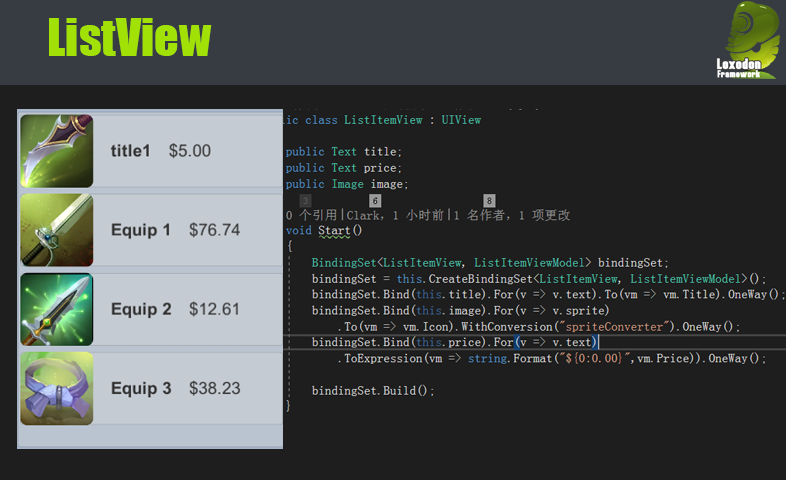 ListView
Loxodon
Framework
title1 $5.00
Equip 1 $76.74
Equip 2 $12.61
Equip 3 $38.23
ic class ListItemView : UIView
public Text title;
public Text price;
public Image image;
3 6 8
0 个引用|Clark，1 小时前|1 名作者，1 项更改
void Start()
{
BindingSet<ListItemView, ListItemViewModel> bindingSet;
bindingSet = this.CreateBindingSet<ListItemView, ListItemViewModel>();
bindingSet.Bind(this.title).For(v => v.text).To(vm => vm.Title).OneWay();
bindingSet.Bind(this.image).For(v => v.sprite)
.To(vm => vm.Icon).WithConversion("spriteConverter").OneWay();
bindingSet.Bind(this.price).For(v => v.text)
.ToExpression(vm => string.Format("${0:0.00}",vm.Price)).OneWay();
bindingSet.Build();
}